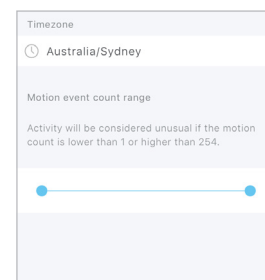 Timezone
Australia/Sydney
Motion event count range
Activity will be considered unusual if the motion
count is lower than 1 or higher than 254.